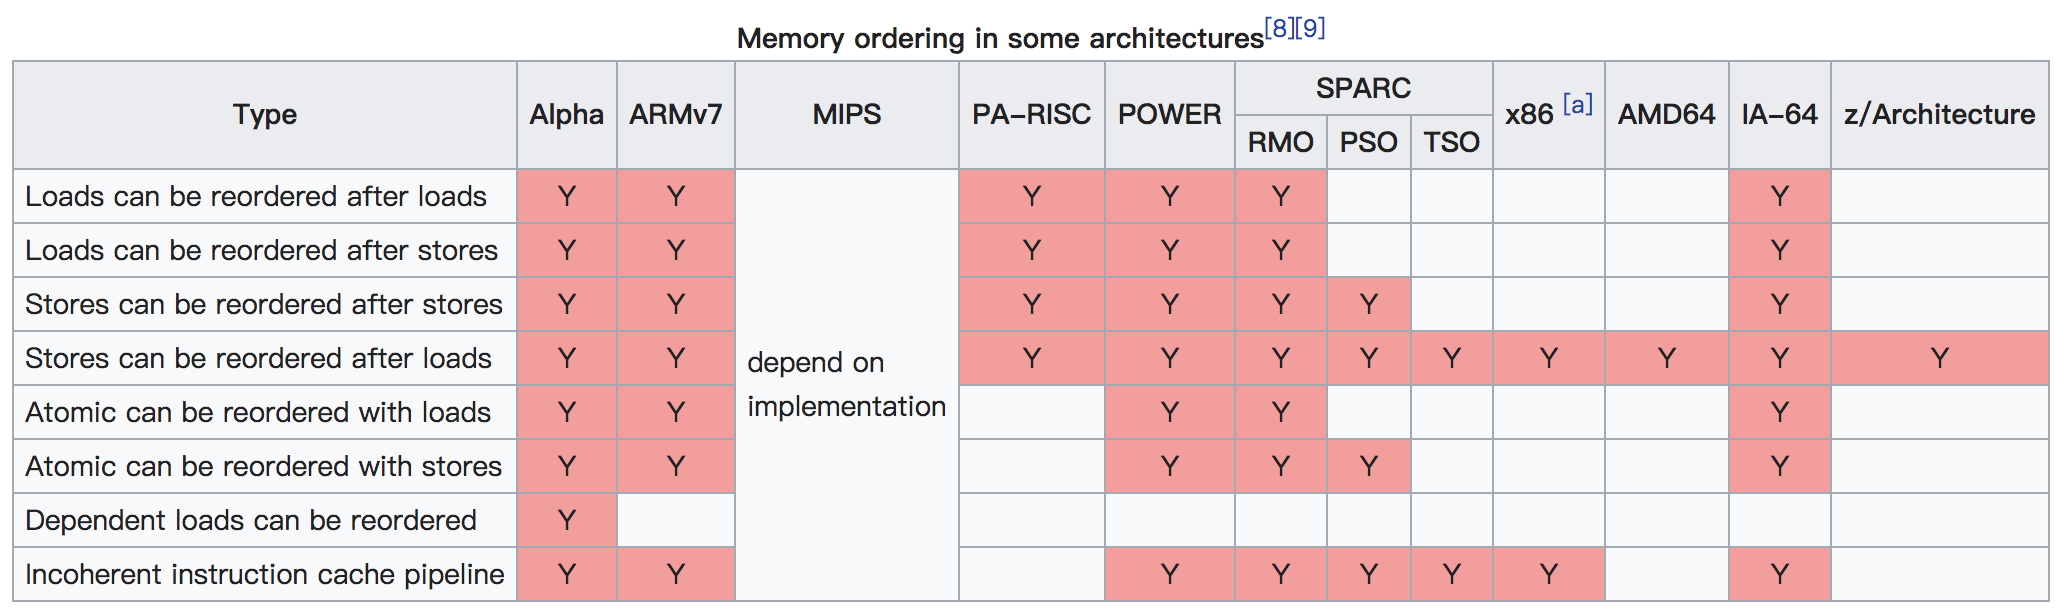 Memory ordering in some architectures[8][9]
Type Alpha ARMv7 MIPS PA-RISC POWER SPARC x86 [a] AMD64 IA-64 z/Architecture
RMO PSO TSO
Loads can be reordered after loads Y Y Y Y Y Y
Loads can be reordered after stores Y Y Y Y Y Y
Stores can be reordered after stores Y Y Y Y Y Y Y
Stores can be reordered after loads Y Y Y Y Y Y Y Y Y Y Y
depend on
implementation
Atomic can be reordered with loads Y Y Y Y Y
Atomic can be reordered with stores Y Y Y Y Y Y
Dependent loads can be reordered Y
Incoherent instruction cache pipeline Y Y Y Y Y Y Y Y